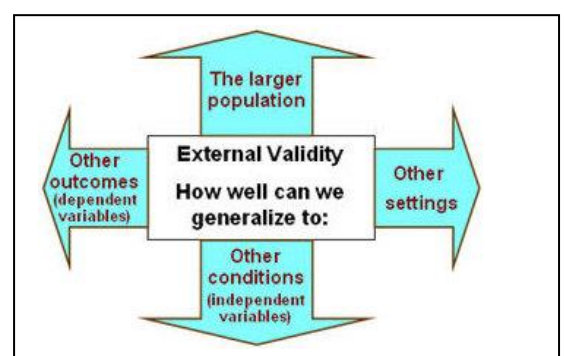 The larger
population
Other
outcomes
(dependent
variables)
External Validity
How well can we
generalize to:
Other
settings
Other
conditions
(independent
variables)